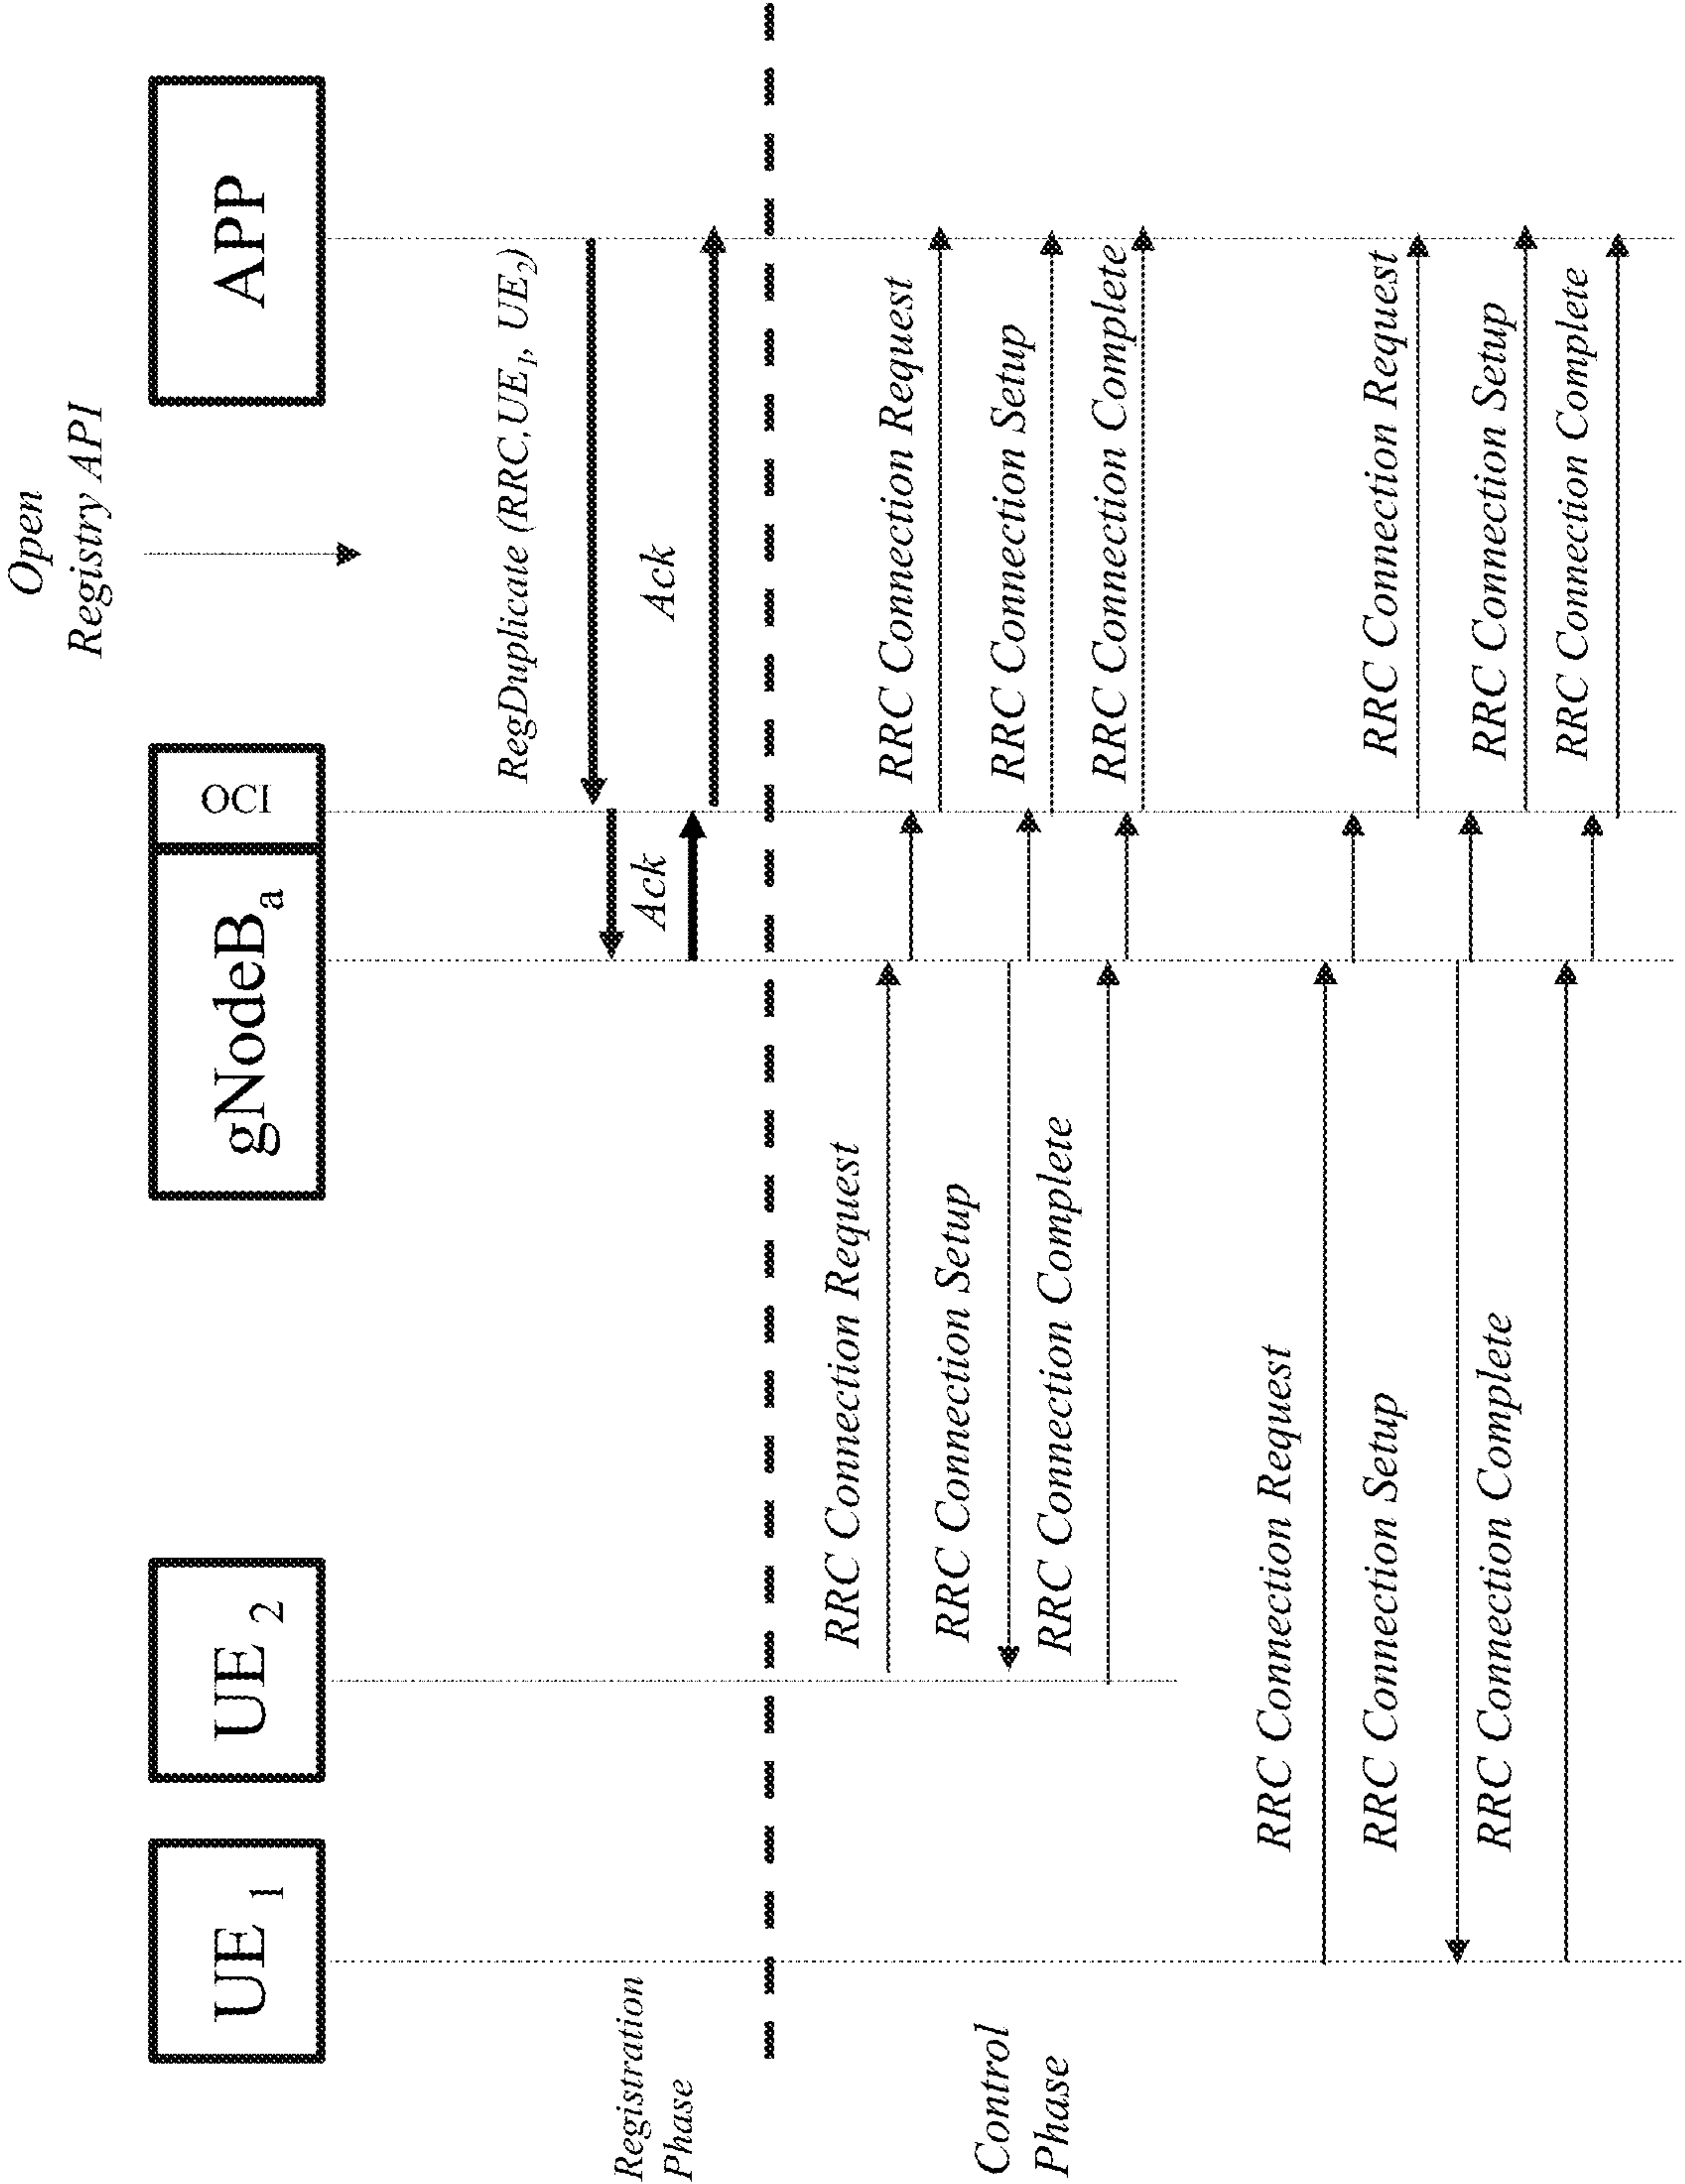 Open
Registry API
UE 1
UE 2
gNodeBa
OCI
APP
Registration
Phase
RegDuplicate (RRC,UE1, UE2)
Ack
Ack
Control
Phase
RRC Connection Request
RRC Connection Request
RRC Connection Setup
RRC Connection Setup
RRC Connection Complete
RRC Connection Complete
RRC Connection Request
RRC Connection Request
RRC Connection Setup
RRC Connection Setup
RRC Connection Complete
RRC Connection Complete